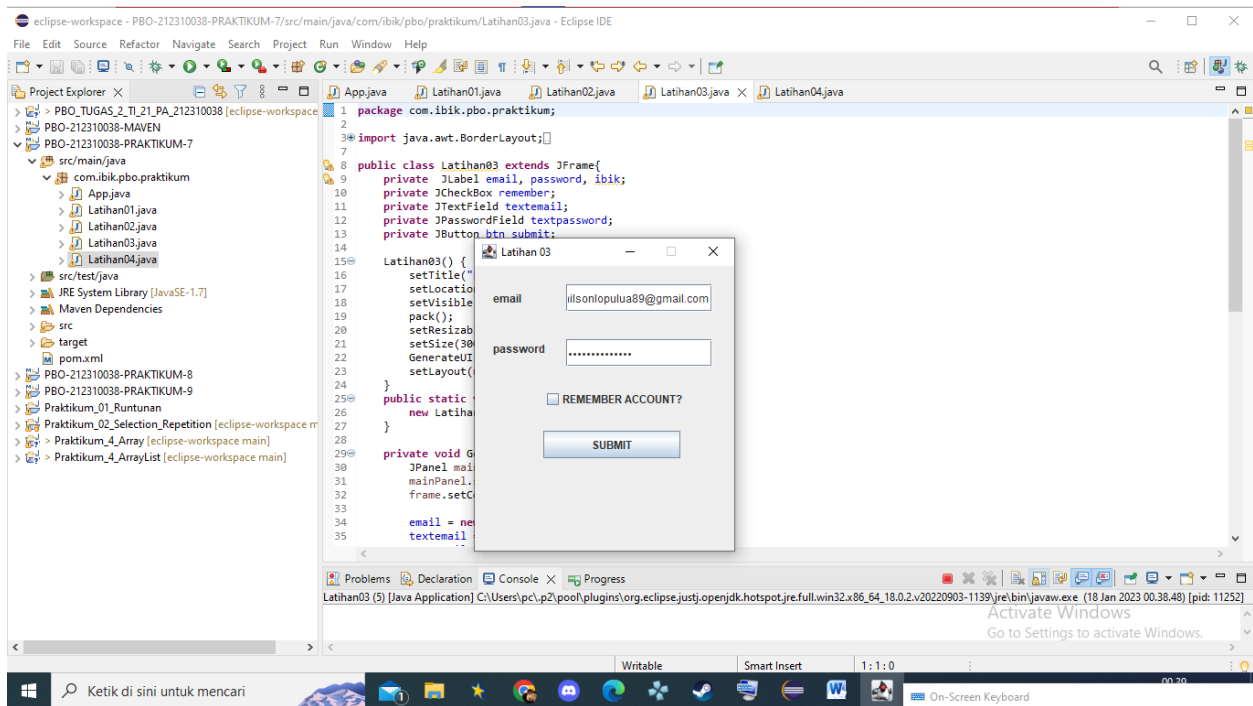 eclipse-workspace - PBO-212310038-PRAKTIKUM-7/src/main/java/com/ibik/pbo/praktikum/Latihan03.java - Eclipse IDE
File Edit Source Refactor Navigate Search Project Run Window Help
Project Explorer
> PBO_TUGAS_2_TI_21_PA_212310038 [eclipse-workspace
PBO-212310038-MAVEN
PBO-212310038-PRAKTIKUM-7
src/main/java
com.ibik.pbo.praktikum
App.java
Latihan01.java
Latihan02.java
Latihan03.java
Latihan04.java
src/test/java
JRE System Library [JavaSE-1.7]
Maven Dependencies
src
target
pom.xml
PBO-212310038-PRAKTIKUM-8
PBO-212310038-PRAKTIKUM-9
Praktikum_01_Runtunan
Praktikum_02_Selection_Repetition [eclipse-workspace m
> Praktikum_4_Array [eclipse-workspace main]
> Praktikum_4_ArrayList [eclipse-workspace main]
App.java Latihan01.java Latihan02.java Latihan03.java Latihan04.java
1 package com.ibik.pbo.praktikum;
2
3 import java.awt.BorderLayout;
7
8 public class Latihan03 extends JFrame{
9 private JLabel email, password, ibik;
10 private JCheckBox remember;
11 private JTextField textemail;
12 private JPasswordField textpassword;
13 private JButton btn_submit;
14
15 Latihan03() {
16 setTitle("
17 setLocatio
18 setVisible
19 pack();
20 setResizab
21 setSize(30
22 GenerateUI
23 setLayout(
24 }
25 public static
26 new Latiha
27 }
28
29 private void G
30 JPanel mai
31 mainPanel.
32 frame.setC
33
34 email = ne
35 textemail
Latihan 03
email
ilsonlopulua89@gmail.com
password
REMEMBER ACCOUNT?
SUBMIT
Problems Declaration Console Progress
Latihan03 (5) [Java Application] C:\Users\pc\.p2\pool\plugins\org.eclipse.justj.openjdk.hotspot.jre.full.win32.x86_64_18.0.2.v20220903-1139\jre\bin\javaw.exe (18 Jan 2023 00.38.48) [pid: 11252]
Activate Windows
Go to Settings to activate Windows.
Writable Smart Insert 1 : 1 : 0
Ketik di sini untuk mencari
00.39
On-Screen Keyboard